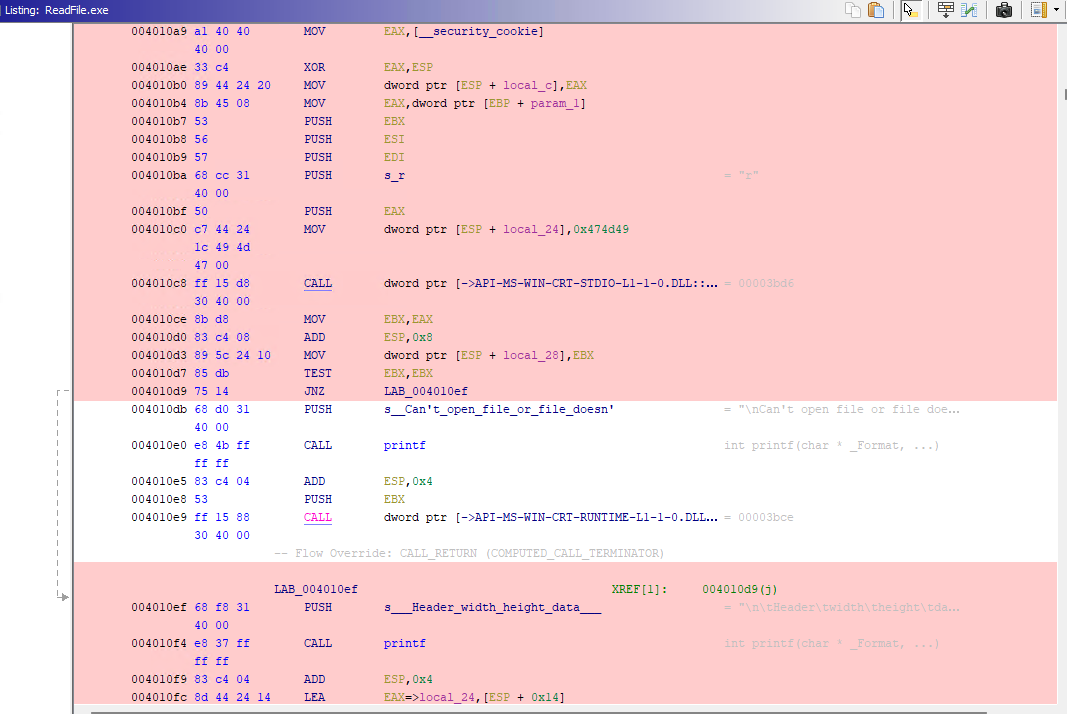 Listing: ReadFile.exe
004010a9 a1 40 40 MOV EAX,[__security_cookie]
40 00
004010ae 33 c4 XOR EAX,ESP
004010b0 89 44 24 20 MOV dword ptr [ESP + local_c],EAX
004010b4 8b 45 08 MOV EAX,dword ptr [EBP + param_1]
004010b7 53 PUSH EBX
004010b8 56 PUSH ESI
004010b9 57 PUSH EDI
004010ba 68 cc 31 PUSH s_r = "r"
40 00
004010bf 50 PUSH EAX
004010c0 c7 44 24 MOV dword ptr [ESP + local_24],0x474d49
1c 49 4d
47 00
004010c8 ff 15 d8 CALL dword ptr [->API-MS-WIN-CRT-STDIO-L1-1-0.DLL::... = 00003bd6
30 40 00
004010ce 8b d8 MOV EBX,EAX
004010d0 83 c4 08 ADD ESP,0x8
004010d3 89 5c 24 10 MOV dword ptr [ESP + local_28],EBX
004010d7 85 db TEST EBX,EBX
004010d9 75 14 JNZ LAB_004010ef
004010db 68 d0 31 PUSH s__Can't_open_file_or_file_doesn' = "\nCan't open file or file doe...
40 00
004010e0 e8 4b ff CALL printf int printf(char * _Format, ...)
ff ff
004010e5 83 c4 04 ADD ESP,0x4
004010e8 53 PUSH EBX
004010e9 ff 15 88 CALL dword ptr [->API-MS-WIN-CRT-RUNTIME-L1-1-0.DLL... = 00003bce
30 40 00
-- Flow Override: CALL_RETURN (COMPUTED_CALL_TERMINATOR)
LAB_004010ef XREF[1]: 004010d9(j)
004010ef 68 f8 31 PUSH s___Header_width_height_data___ = "\n\tHeader\twidth\theight\tda...
40 00
004010f4 e8 37 ff CALL printf int printf(char * _Format, ...)
ff ff
004010f9 83 c4 04 ADD ESP,0x4
004010fc 8d 44 24 14 LEA EAX=>local_24,[ESP + 0x14]